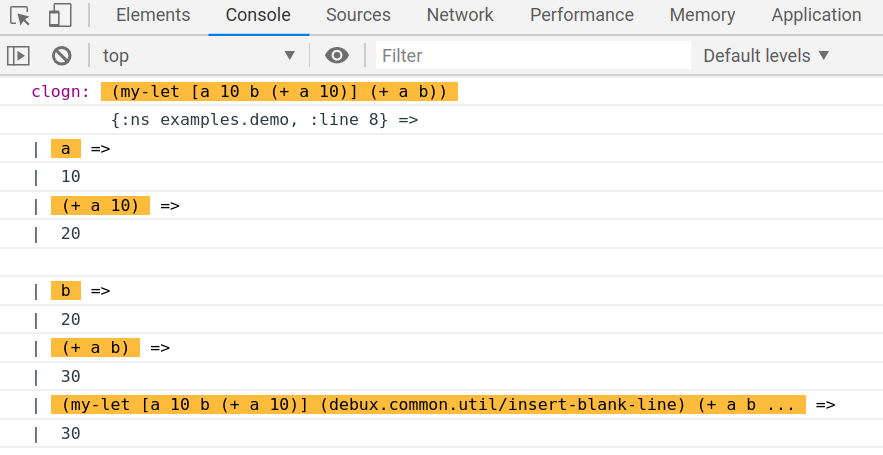 Elements Console Sources Network Performance Memory Application
top ▼ Filter Default levels ▼
clogn: (my-let [a 10 b (+ a 10)] (+ a b))
{:ns examples.demo, :line 8} =>
| a =>
| 10
| (+ a 10) =>
| 20
| b =>
| 20
| (+ a b) =>
| 30
| (my-let [a 10 b (+ a 10)] (debux.common.util/insert-blank-line) (+ a b ... =>
| 30